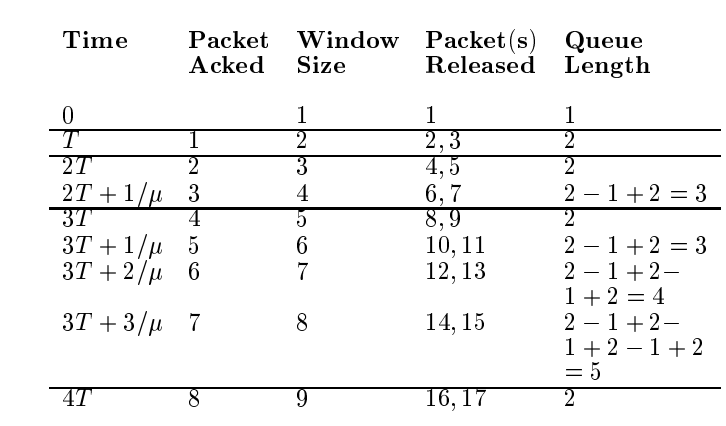 Time Packet Window Packet(s) Queue
Acked Size Released Length
0 1 1 1
T 1 2 2, 3 2
2T 2 3 4, 5 2
2T + 1/μ 3 4 6, 7 2 − 1 + 2 = 3
3T 4 5 8, 9 2
3T + 1/μ 5 6 10, 11 2 − 1 + 2 = 3
3T + 2/μ 6 7 12, 13 2 − 1 + 2−
1 + 2 = 4
3T + 3/μ 7 8 14, 15 2 − 1 + 2−
1 + 2 − 1 + 2
= 5
4T 8 9 16, 17 2